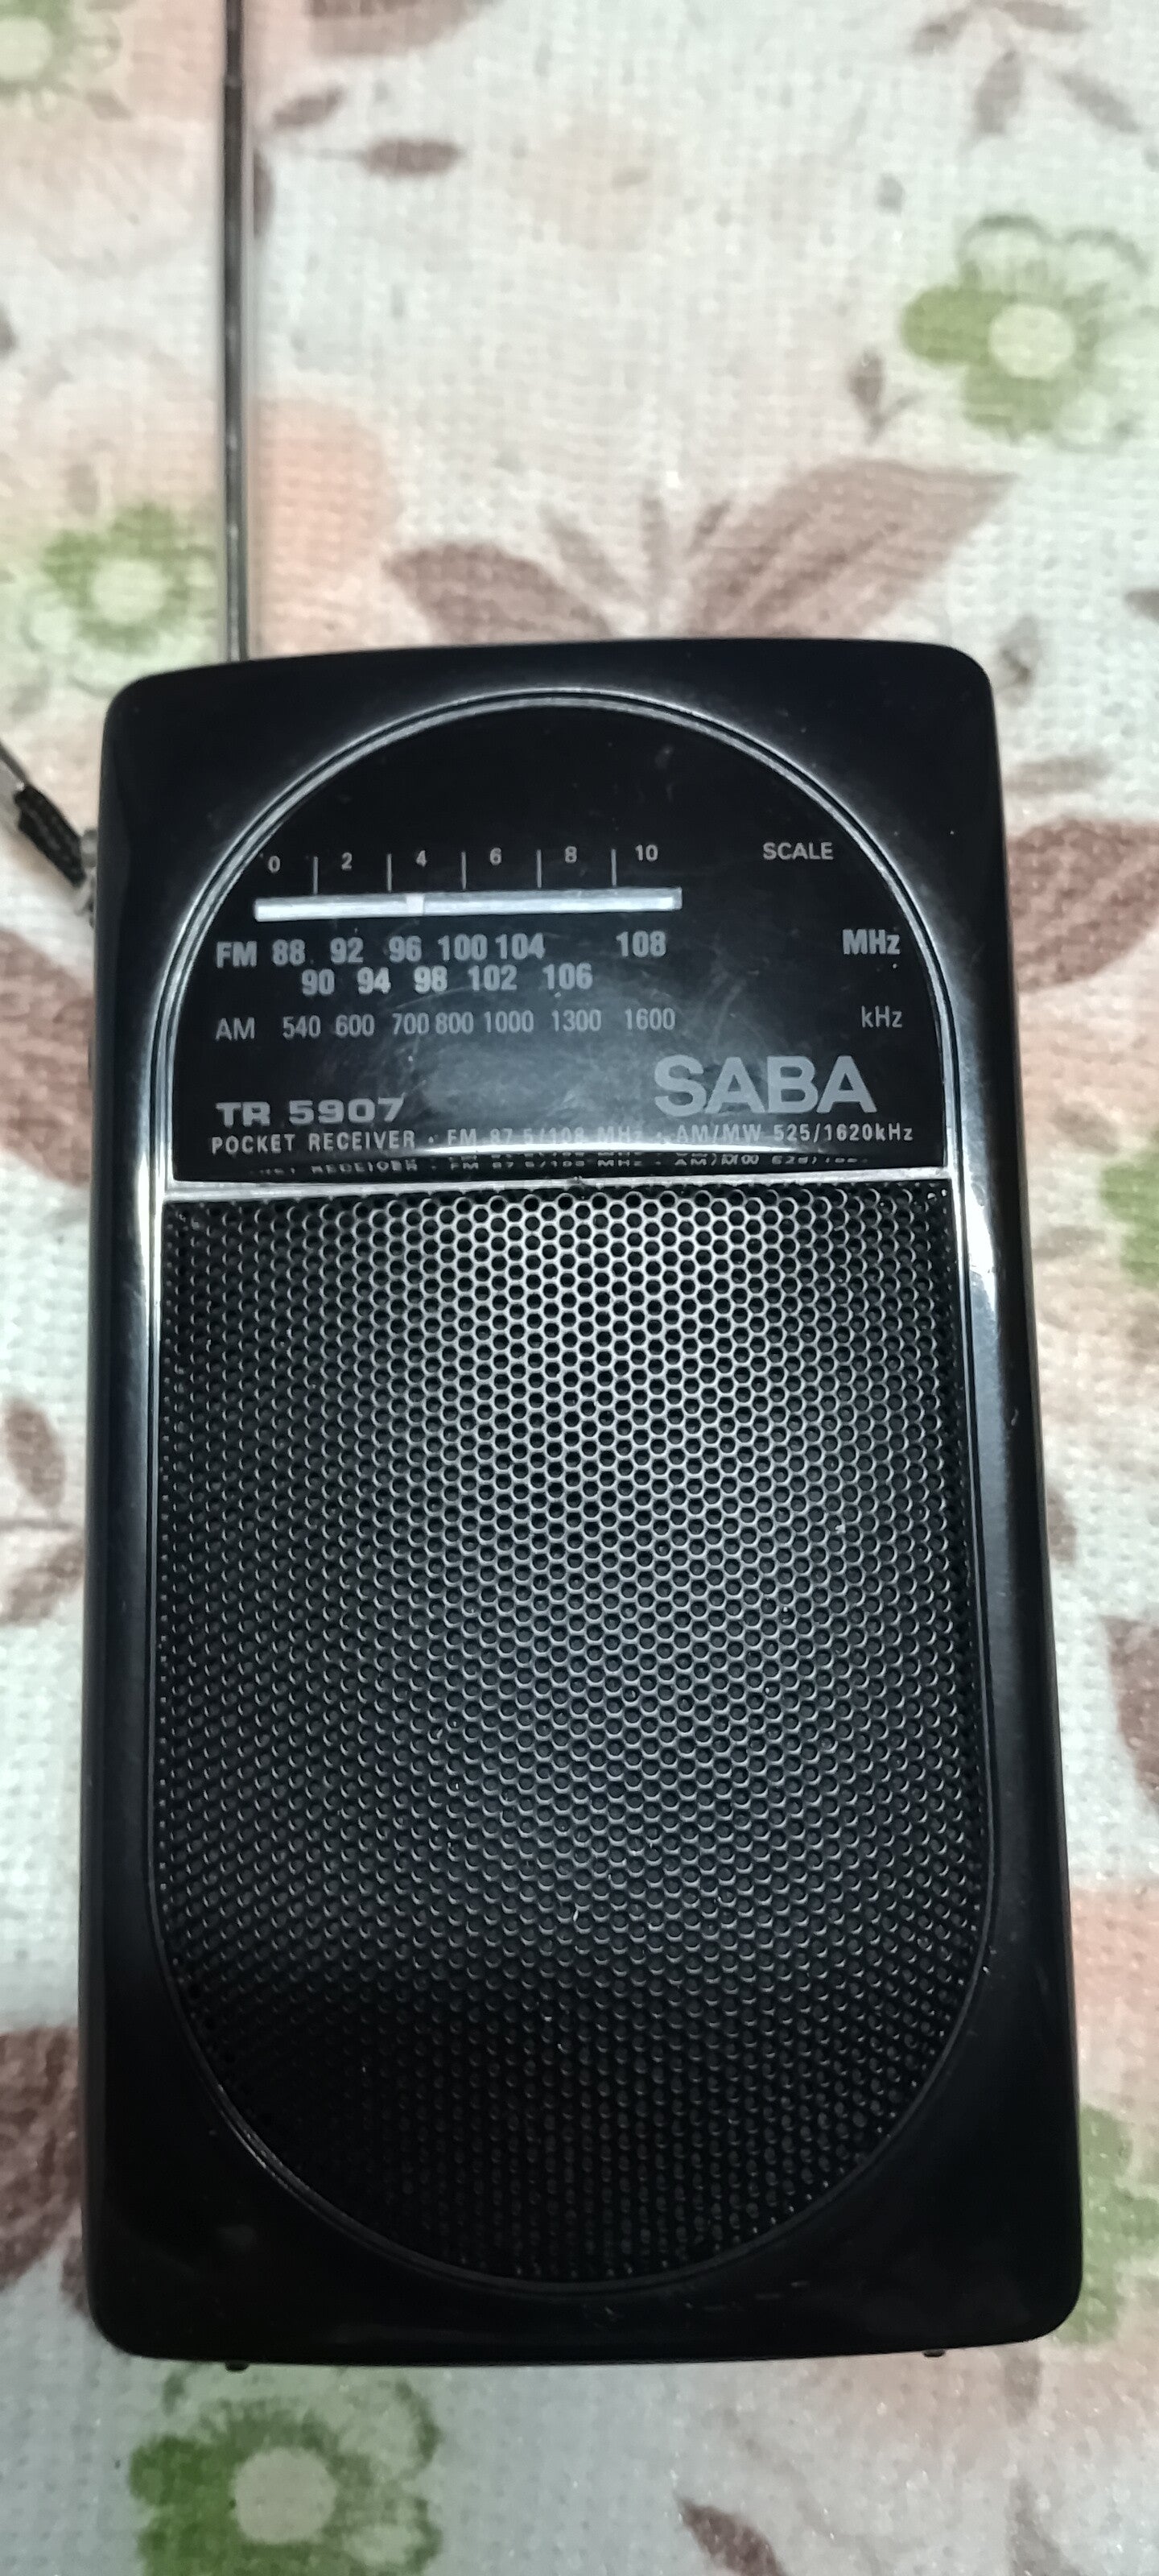 0 2 4 6 8 10 SCALE
FM 88 92 96 100 104 108 MHz
90 94 98 102 106
AM 540 600 700 800 1000 1300 1600 kHz
SABA
TR 5907
POCKET RECEIVER · FM 87.5/108 MHz · AM/MW 525/1620kHz